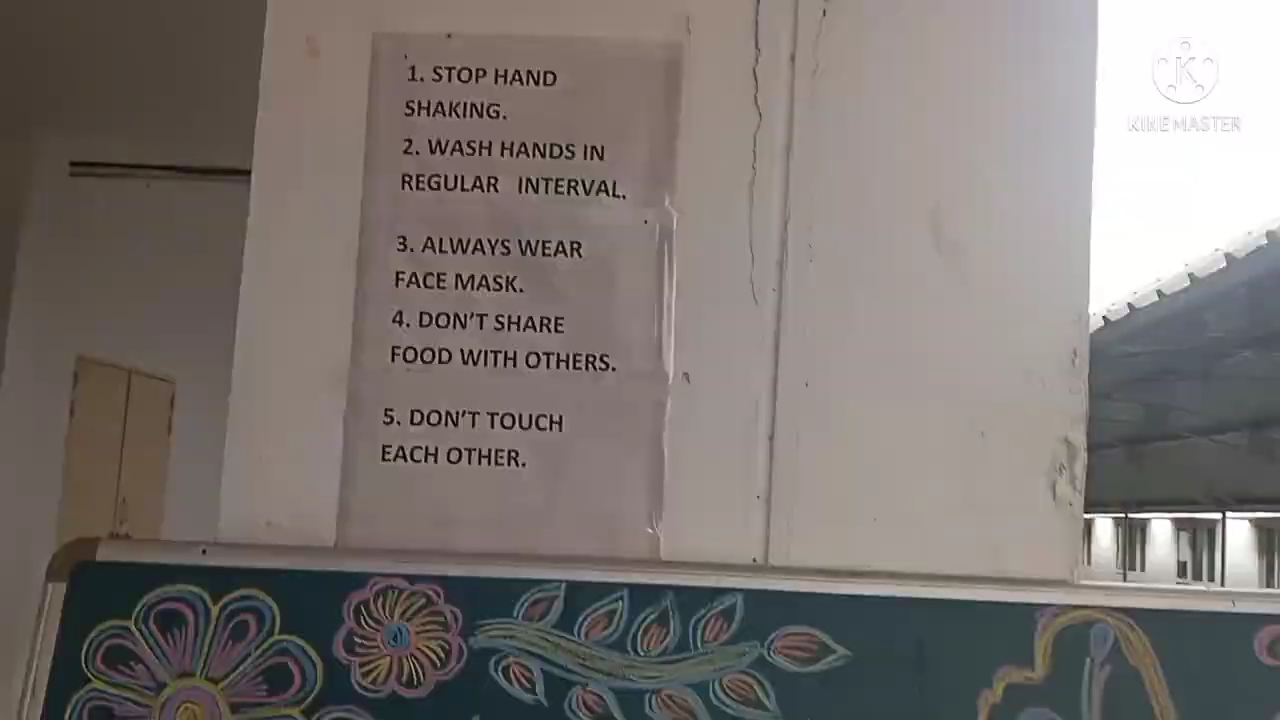 1. STOP HAND
SHAKING.
2. WASH HANDS IN
REGULAR INTERVAL.
3. ALWAYS WEAR
FACE MASK.
4. DON'T SHARE
FOOD WITH OTHERS.
5. DON'T TOUCH
EACH OTHER.
K
KINEMASTER